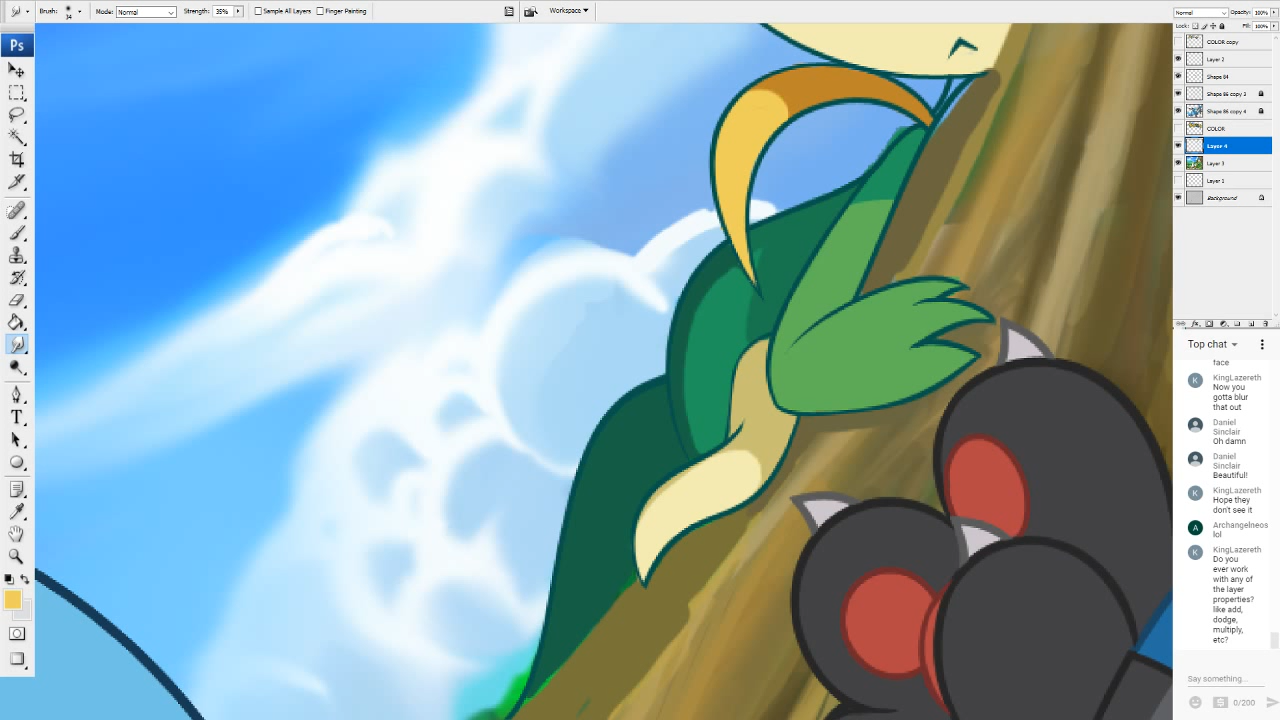 Brush: Mode: Normal Strength: 35% Sample All Layers Finger Painting Workspace
34
Ps
T
Normal Opacity: 100%
Lock: Fill: 100%
COLOR copy
Layer 2
Shape 84
Shape 86 copy 3
Shape 86 copy 4
COLOR
Layer 4
Layer 3
Layer 1
Background
Top chat
face
KingLazereth
Now you
gotta blur
that out
Daniel
Sinclair
Oh damn
Daniel
Sinclair
Beautiful!
KingLazereth
Hope they
don't see it
ArchangeIneos
lol
KingLazereth
Do you
ever work
with any of
the layer
properties?
like add,
dodge,
multiply,
etc?
Say something...
0/200